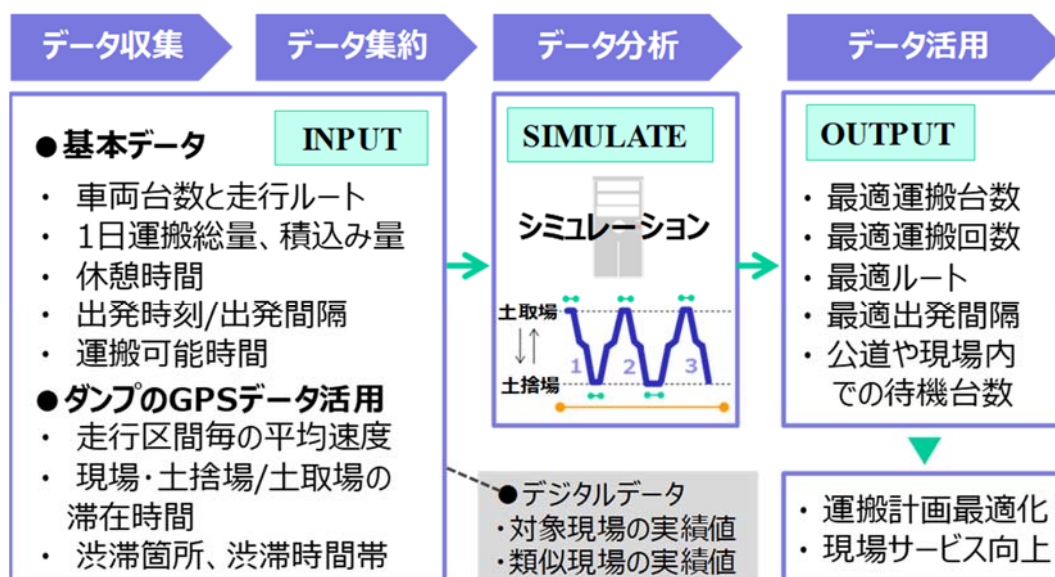 データ収集
データ集約
データ分析
データ活用
●基本データ
INPUT
・ 車両台数と走行ルート
・ 1日運搬総量、積込み量
・ 休憩時間
・ 出発時刻/出発間隔
・ 運搬可能時間
●ダンプのGPSデータ活用
・ 走行区間毎の平均速度
・ 現場・土捨場/土取場の
滞在時間
・ 渋滞箇所、渋滞時間帯
SIMULATE
シミュレーション
土取場
1 2 3
土捨場
●デジタルデータ
・対象現場の実績値
・類似現場の実績値
OUTPUT
・最適運搬台数
・最適運搬回数
・最適ルート
・最適出発間隔
・公道や現場内
での待機台数
・運搬計画最適化
・現場サービス向上